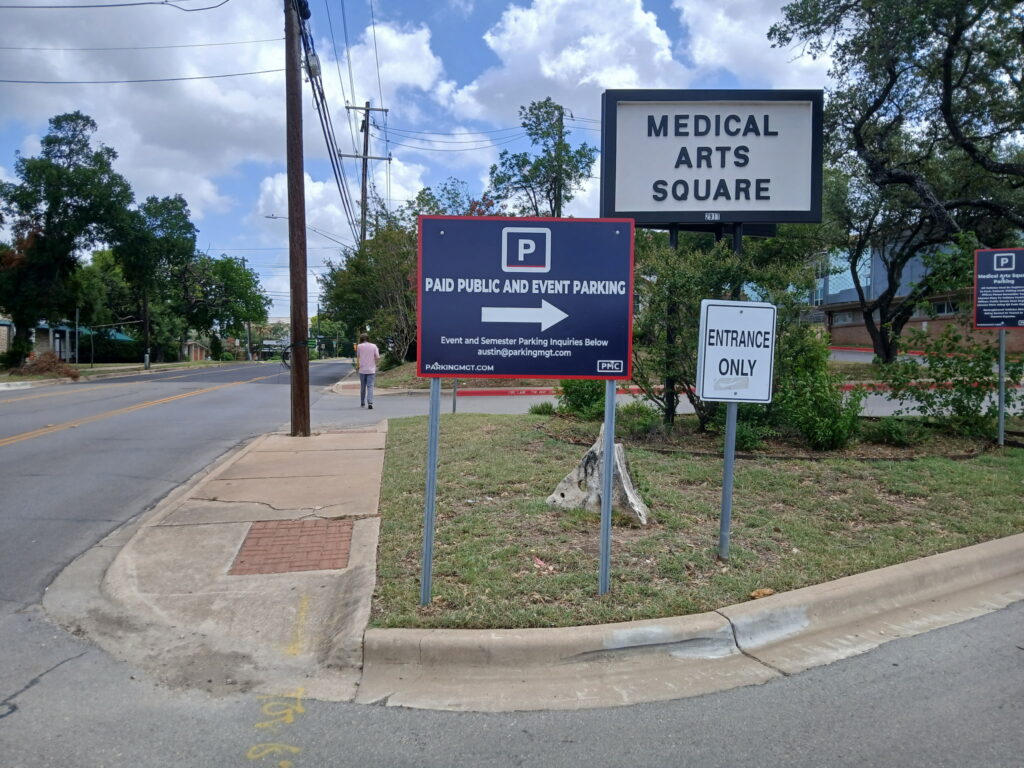 MEDICAL
ARTS
SQUARE
2911
P
PAID PUBLIC AND EVENT PARKING
Event and Semester Parking Inquiries Below
austin@parkingmgt.com
PARKINGMGT.COM
PMC
ENTRANCE
ONLY
P
Medical Arts Square
Parking